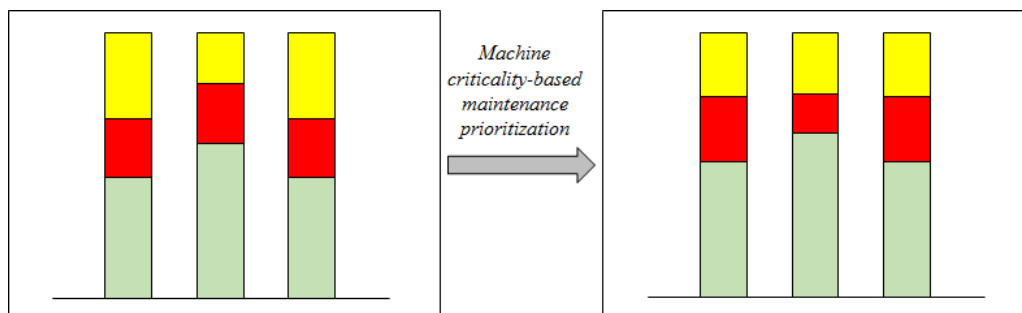 Machine
criticality-based
maintenance
prioritization